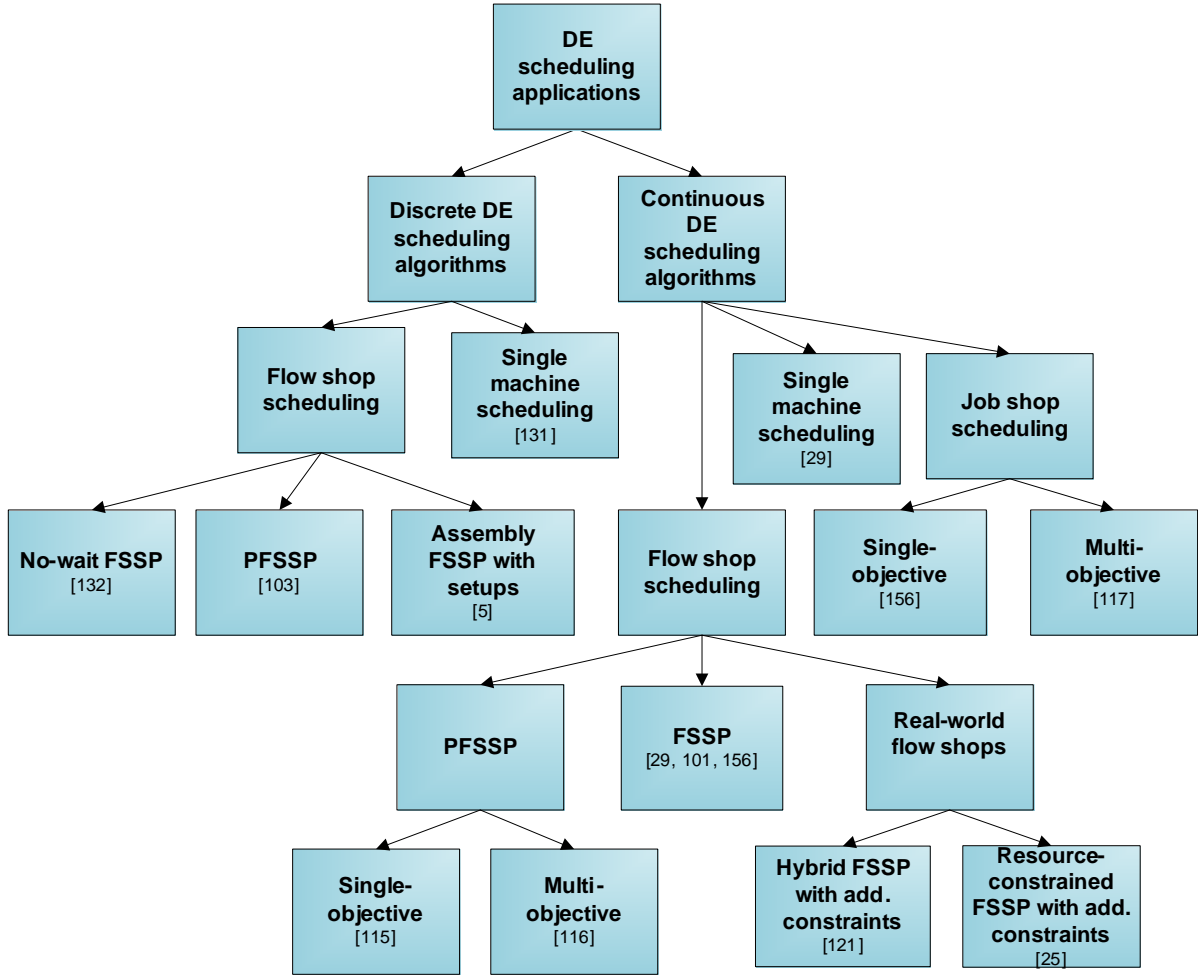 DE
scheduling
applications
Discrete DE
scheduling
algorithms
Continuous
DE
scheduling
algorithms
Flow shop
scheduling
Single
machine
scheduling
[131]
Single
machine
scheduling
[29]
Job shop
scheduling
No-wait FSSP
[132]
PFSSP
[103]
Assembly
FSSP with
setups
[5]
Flow shop
scheduling
Single-
objective
[156]
Multi-
objective
[117]
PFSSP
FSSP
[29, 101, 156]
Real-world
flow shops
Single-
objective
[115]
Multi-
objective
[116]
Hybrid FSSP
with add.
constraints
[121]
Resource-
constrained
FSSP with add.
constraints
[25]